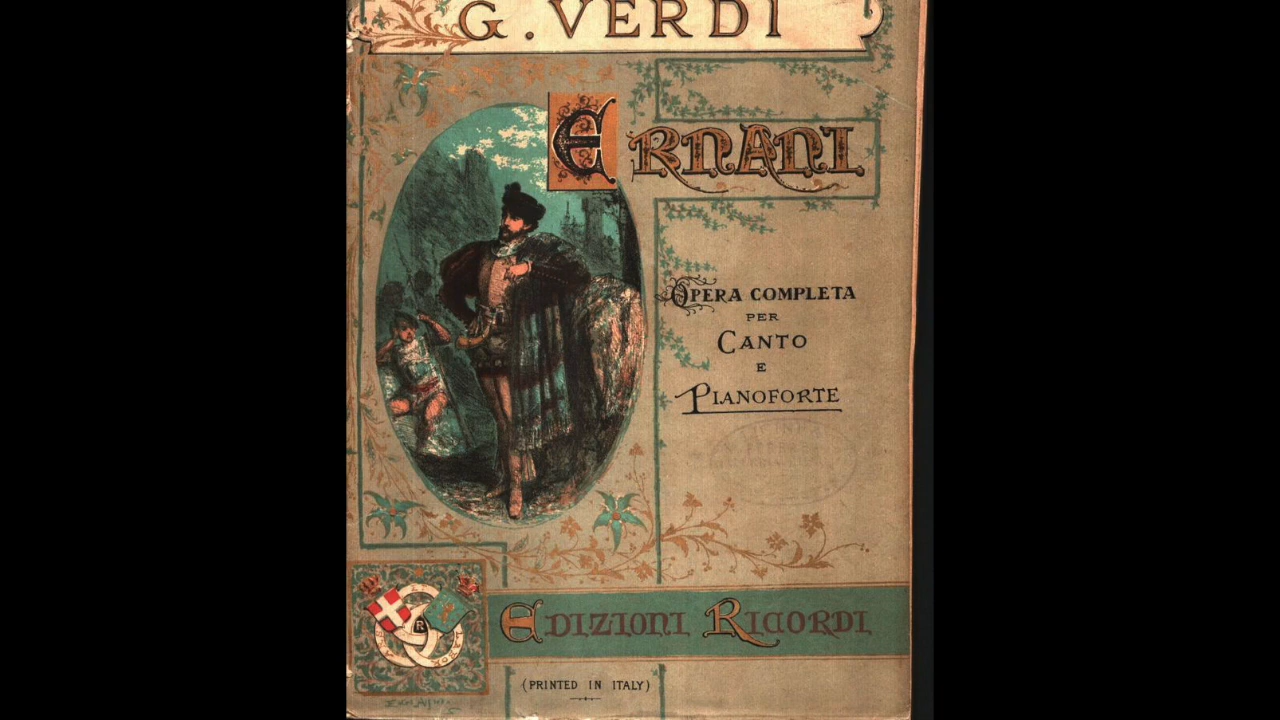 G. VERDI
ERNANI
OPERA COMPLETA
PER
CANTO
E
PIANOFORTE
R
EDIZIONI RICORDI
(PRINTED IN ITALY)